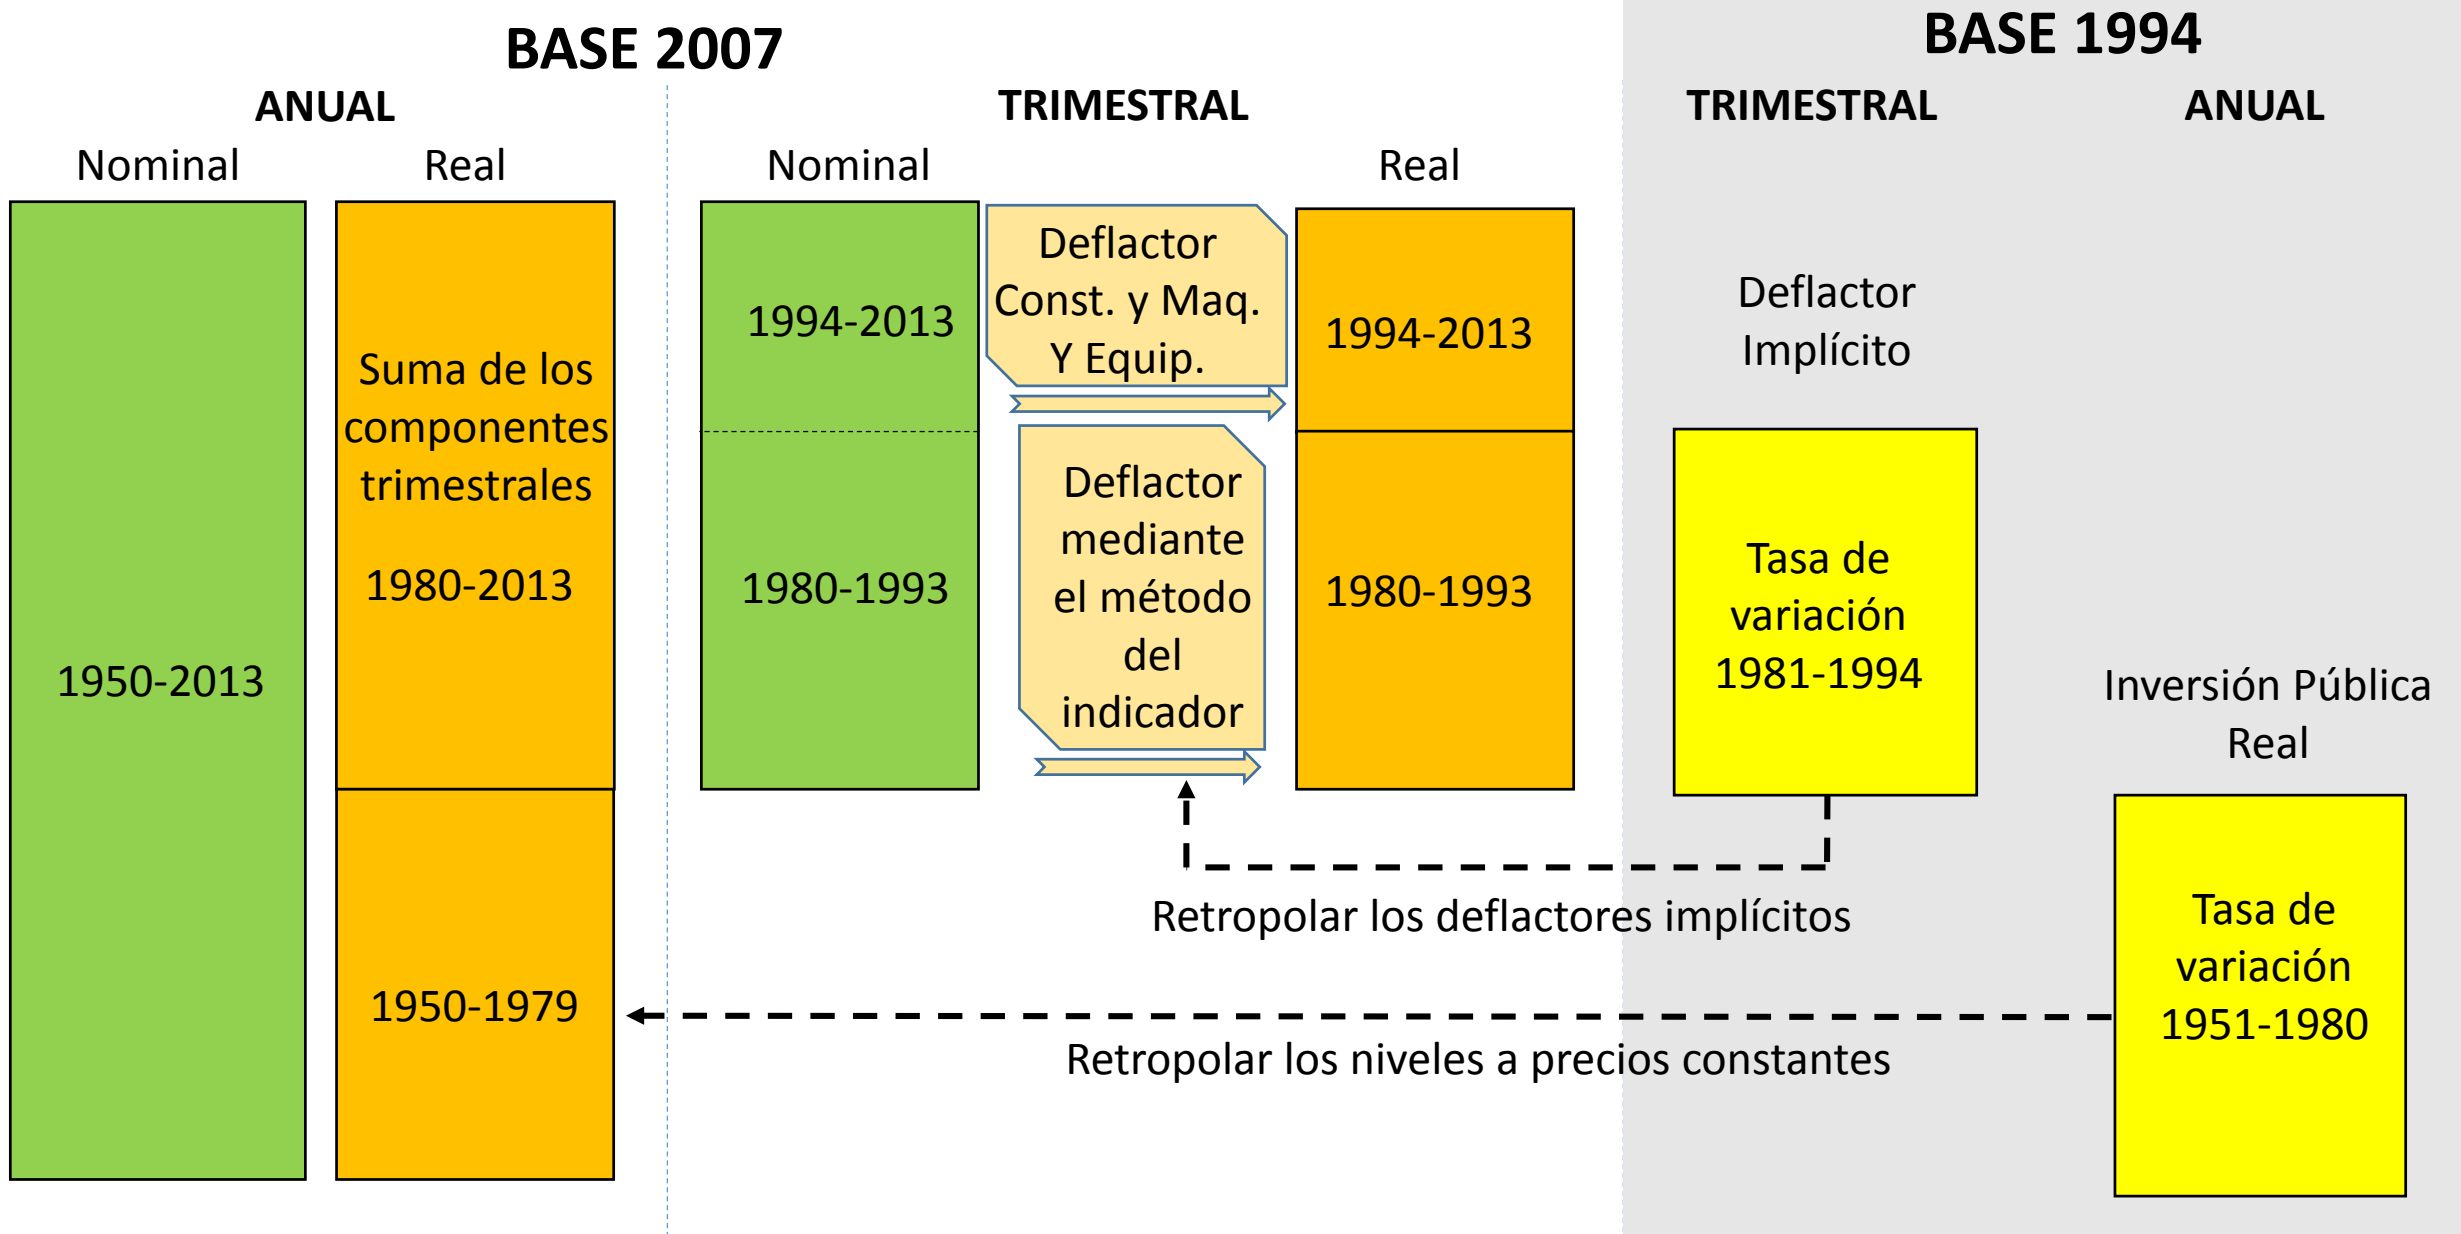 BASE 2007
ANUAL
Nominal
Real
1950-2013
Suma de los
componentes
trimestrales
1980-2013
1950-1979
TRIMESTRAL
Nominal
Real
1994-2013
1980-1993
Deflactor
Const. y Maq.
Y Equip.
Deflactor
mediante
el método
del
indicador
1994-2013
1980-1993
BASE 1994
TRIMESTRAL
ANUAL
Deflactor
Implícito
Tasa de
variación
1981-1994
Inversión Pública
Real
Tasa de
variación
1951-1980
Retropolar los deflactores implícitos
Retropolar los niveles a precios constantes